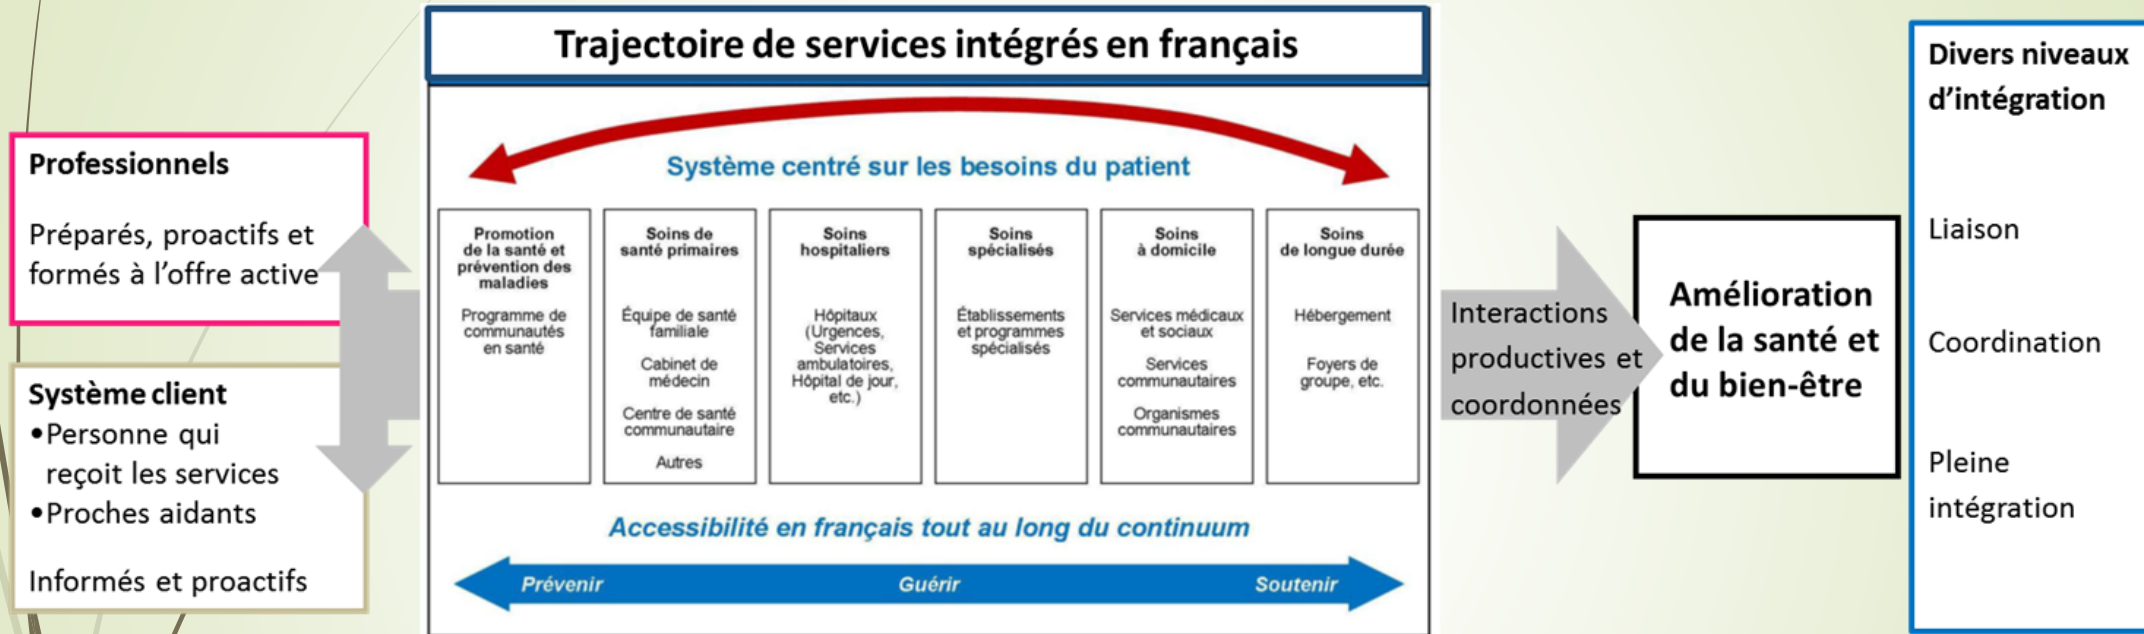 Trajectoire de services intégrés en français
Professionnels
Préparés, proactifs et
formés à l'offre active
Système client
•Personne qui
reçoit les services
•Proches aidants
Informés et proactifs
Système centré sur les besoins du patient
Promotion
de la santé et
prévention des
maladies
Programme de
communautés
en santé
Soins de
santé primaires
Équipe de santé
familiale
Cabinet de
médecin
Centre de santé
communautaire
Autres
Soins
hospitaliers
Hôpitaux
(Urgences,
Services
ambulatoires,
Hôpital de jour,
etc.)
Soins
spécialisés
Établissements
et programmes
spécialisés
Soins
à domicile
Services médicaux
et sociaux
Services
communautaires
Organismes
communautaires
Soins
de longue durée
Hébergement
Foyers de
groupe, etc.
Accessibilité en français tout au long du continuum
Prévenir
Guérir
Soutenir
Interactions
productives et
coordonnées
Amélioration
de la santé et
du bien-être
Divers niveaux
d'intégration
Liaison
Coordination
Pleine
intégration